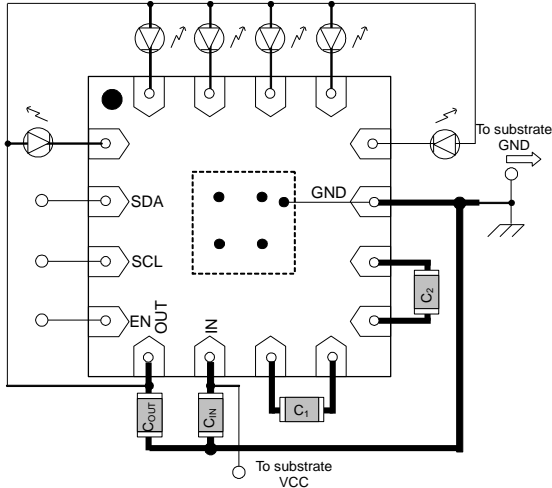 To substrate
GND
GND
SDA
SCL
EN
OUT
IN
C2
COUT
CIN
C1
To substrate
VCC